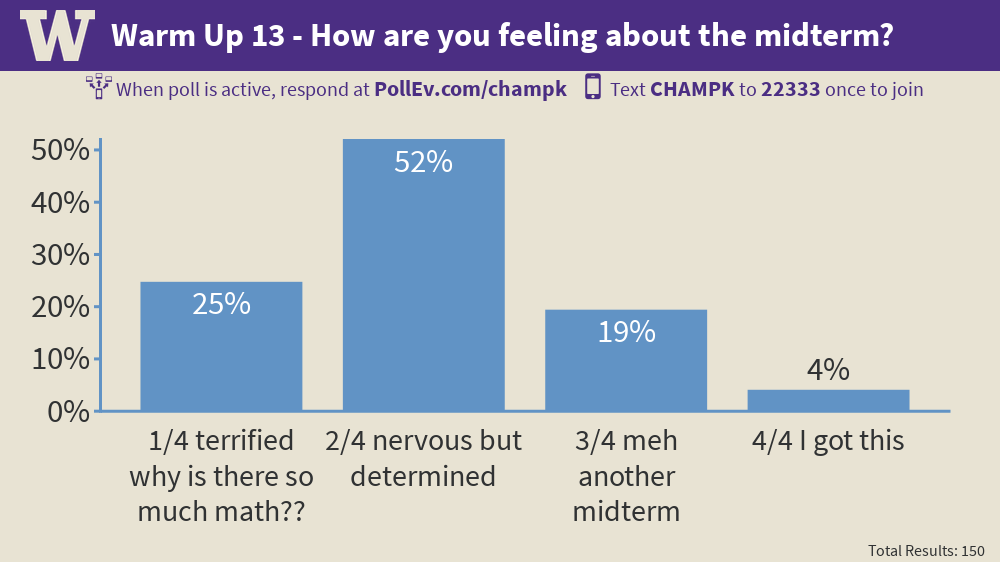 W
Warm Up 13 - How are you feeling about the midterm?
When poll is active, respond at PollEv.com/champk
Text CHAMPK to 22333 once to join
50%
40%
30%
20%
10%
0%
25%
52%
19%
4%
1/4 terrified
why is there so
much math??
2/4 nervous but
determined
3/4 meh
another
midterm
4/4 I got this
Total Results: 150